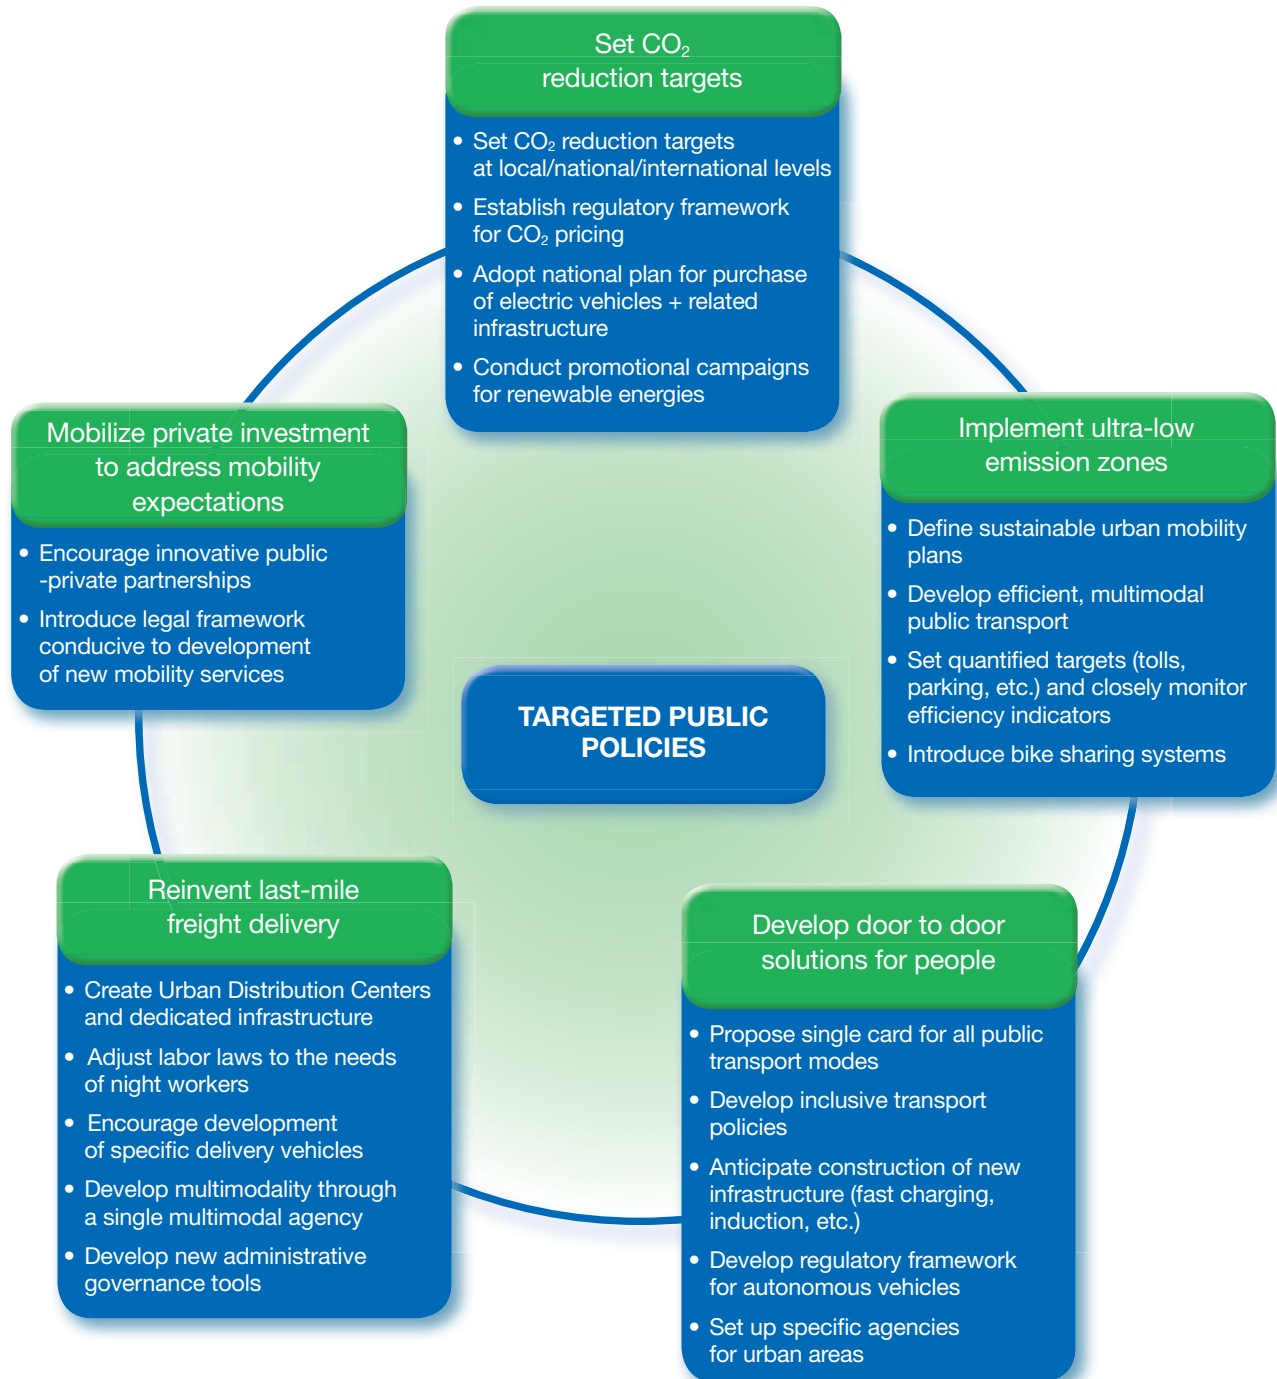 Set CO₂
reduction targets
• Set CO₂ reduction targets
at local/national/international levels
• Establish regulatory framework
for CO₂ pricing
• Adopt national plan for purchase
of electric vehicles + related
infrastructure
• Conduct promotional campaigns
for renewable energies
Implement ultra-low
emission zones
• Define sustainable urban mobility
plans
• Develop efficient, multimodal
public transport
• Set quantified targets (tolls,
parking, etc.) and closely monitor
efficiency indicators
• Introduce bike sharing systems
Develop door to door
solutions for people
• Propose single card for all public
transport modes
• Develop inclusive transport
policies
• Anticipate construction of new
infrastructure (fast charging,
induction, etc.)
• Develop regulatory framework
for autonomous vehicles
• Set up specific agencies
for urban areas
Reinvent last-mile
freight delivery
• Create Urban Distribution Centers
and dedicated infrastructure
• Adjust labor laws to the needs
of night workers
• Encourage development
of specific delivery vehicles
• Develop multimodality through
a single multimodal agency
• Develop new administrative
governance tools
Mobilize private investment
to address mobility
expectations
• Encourage innovative public
-private partnerships
• Introduce legal framework
conducive to development
of new mobility services
TARGETED PUBLIC
POLICIES